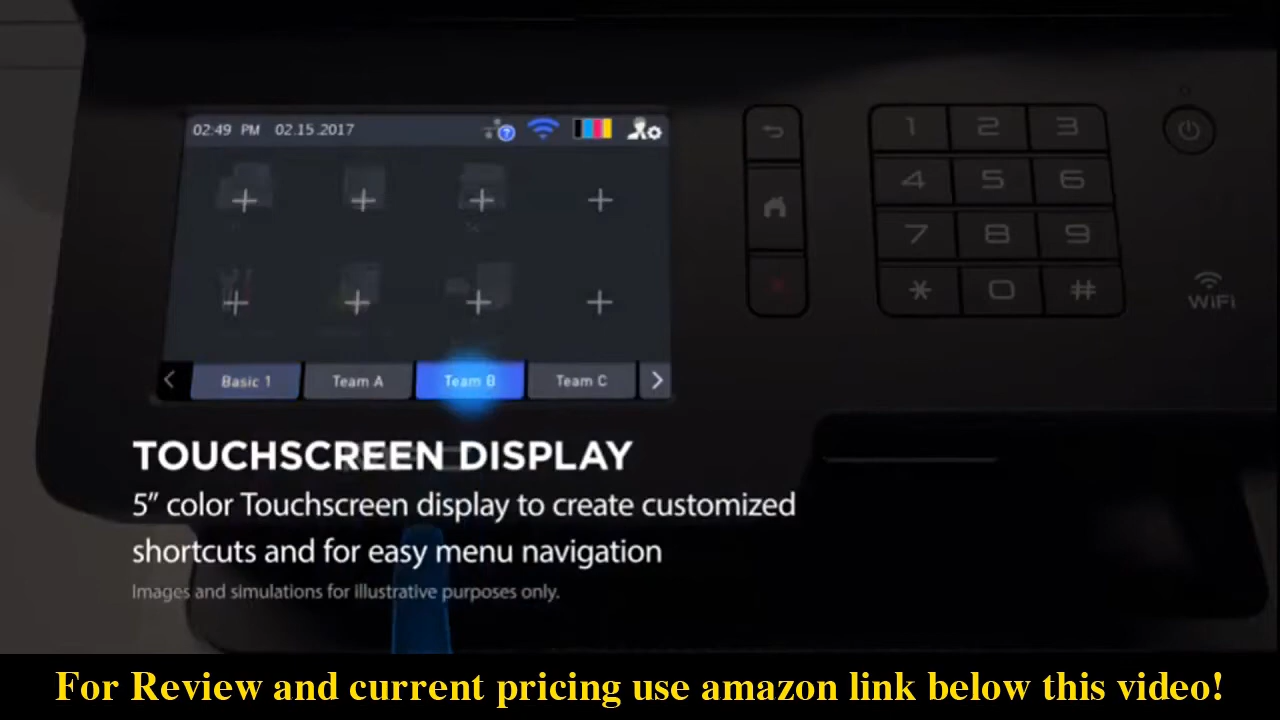 02:49 PM 02.15.2017
?
1 2 3
4 5 6
7 8 9
* 0 #
WiFi
< Basic 1 Team A Team B Team C >
TOUCHSCREEN DISPLAY
5” color Touchscreen display to create customized
shortcuts and for easy menu navigation
Images and simulations for illustrative purposes only.
For Review and current pricing use amazon link below this video!